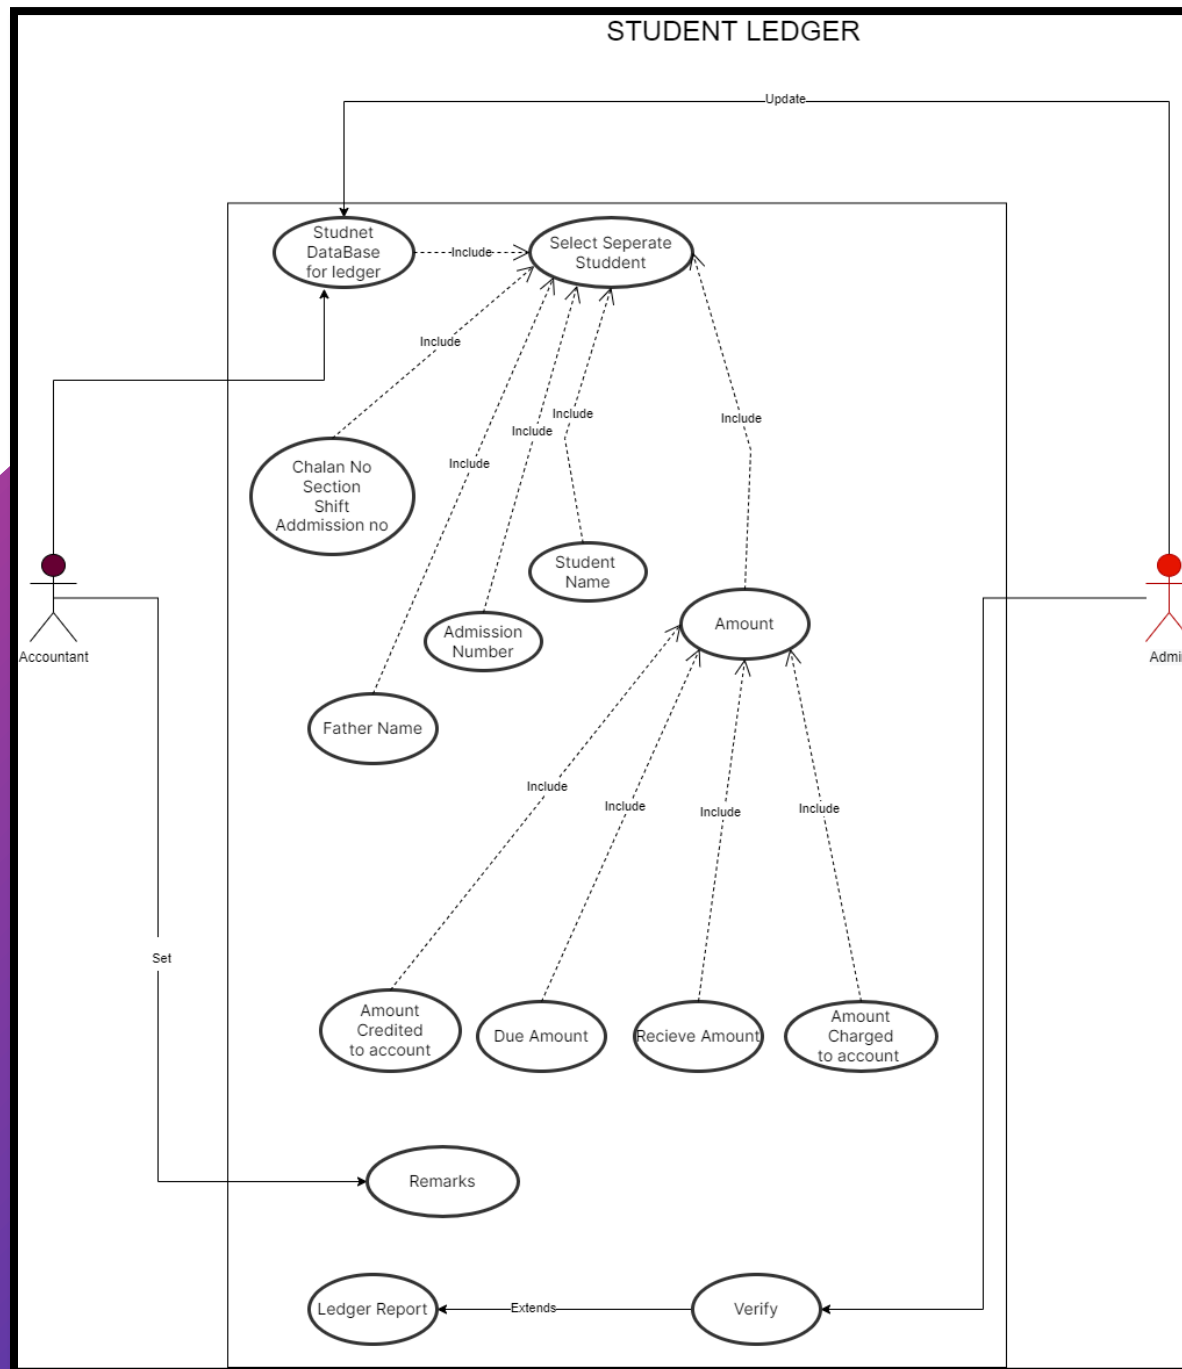 STUDENT LEDGER
Update
Studnet
DataBase
for ledger
Include
Select Seperate
Studdent
Include
Include
Include
Include
Include
Chalan No
Section
Shift
Addmission no
Student
Name
Amount
Admission
Number
Father Name
Accountant
Admi
Include
Include
Include
Include
Set
Amount
Credited
to account
Due Amount
Recieve Amount
Amount
Charged
to account
Remarks
Ledger Report
Extends
Verify